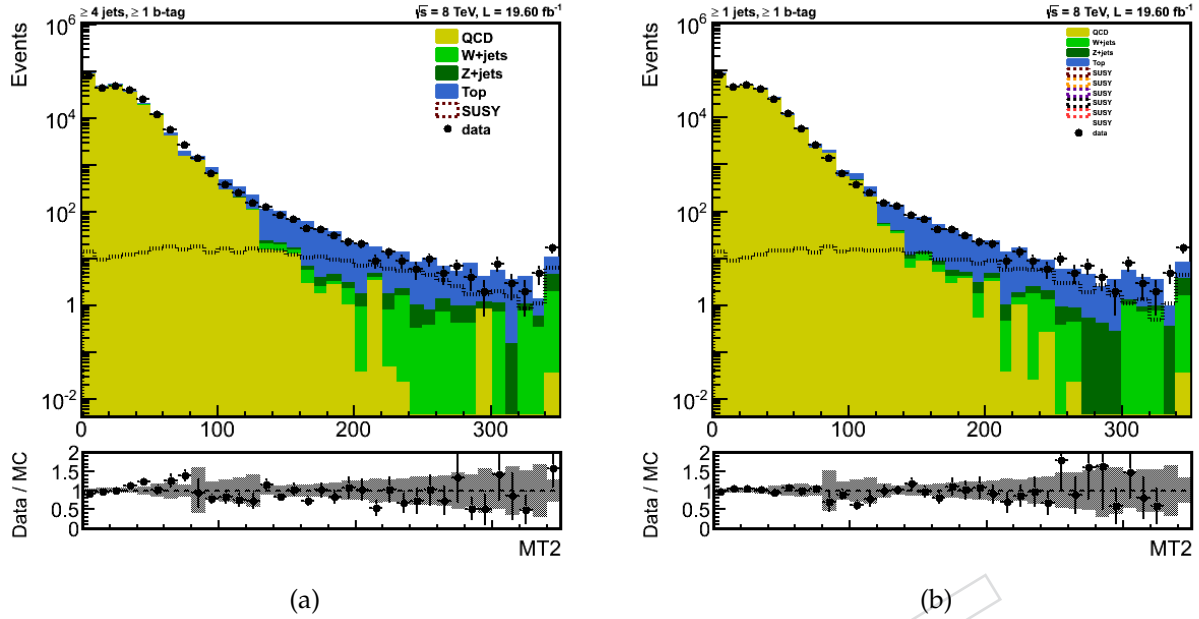 ≥ 4 jets, ≥ 1 b-tag
√s = 8 TeV, L = 19.60 fb⁻¹
Events
10⁶
10⁴
10²
1
10⁻²
QCD
W+jets
Z+jets
Top
SUSY
data
0 100 200 300
Data / MC
2
1.5
1
0.5
0
MT2
(a)
≥ 1 jets, ≥ 1 b-tag
√s = 8 TeV, L = 19.60 fb⁻¹
Events
10⁶
10⁴
10²
1
10⁻²
QCD
W+jets
Z+jets
Top
SUSY
SUSY
SUSY
SUSY
SUSY
SUSY
data
0 100 200 300
Data / MC
2
1.5
1
0.5
0
MT2
(b)